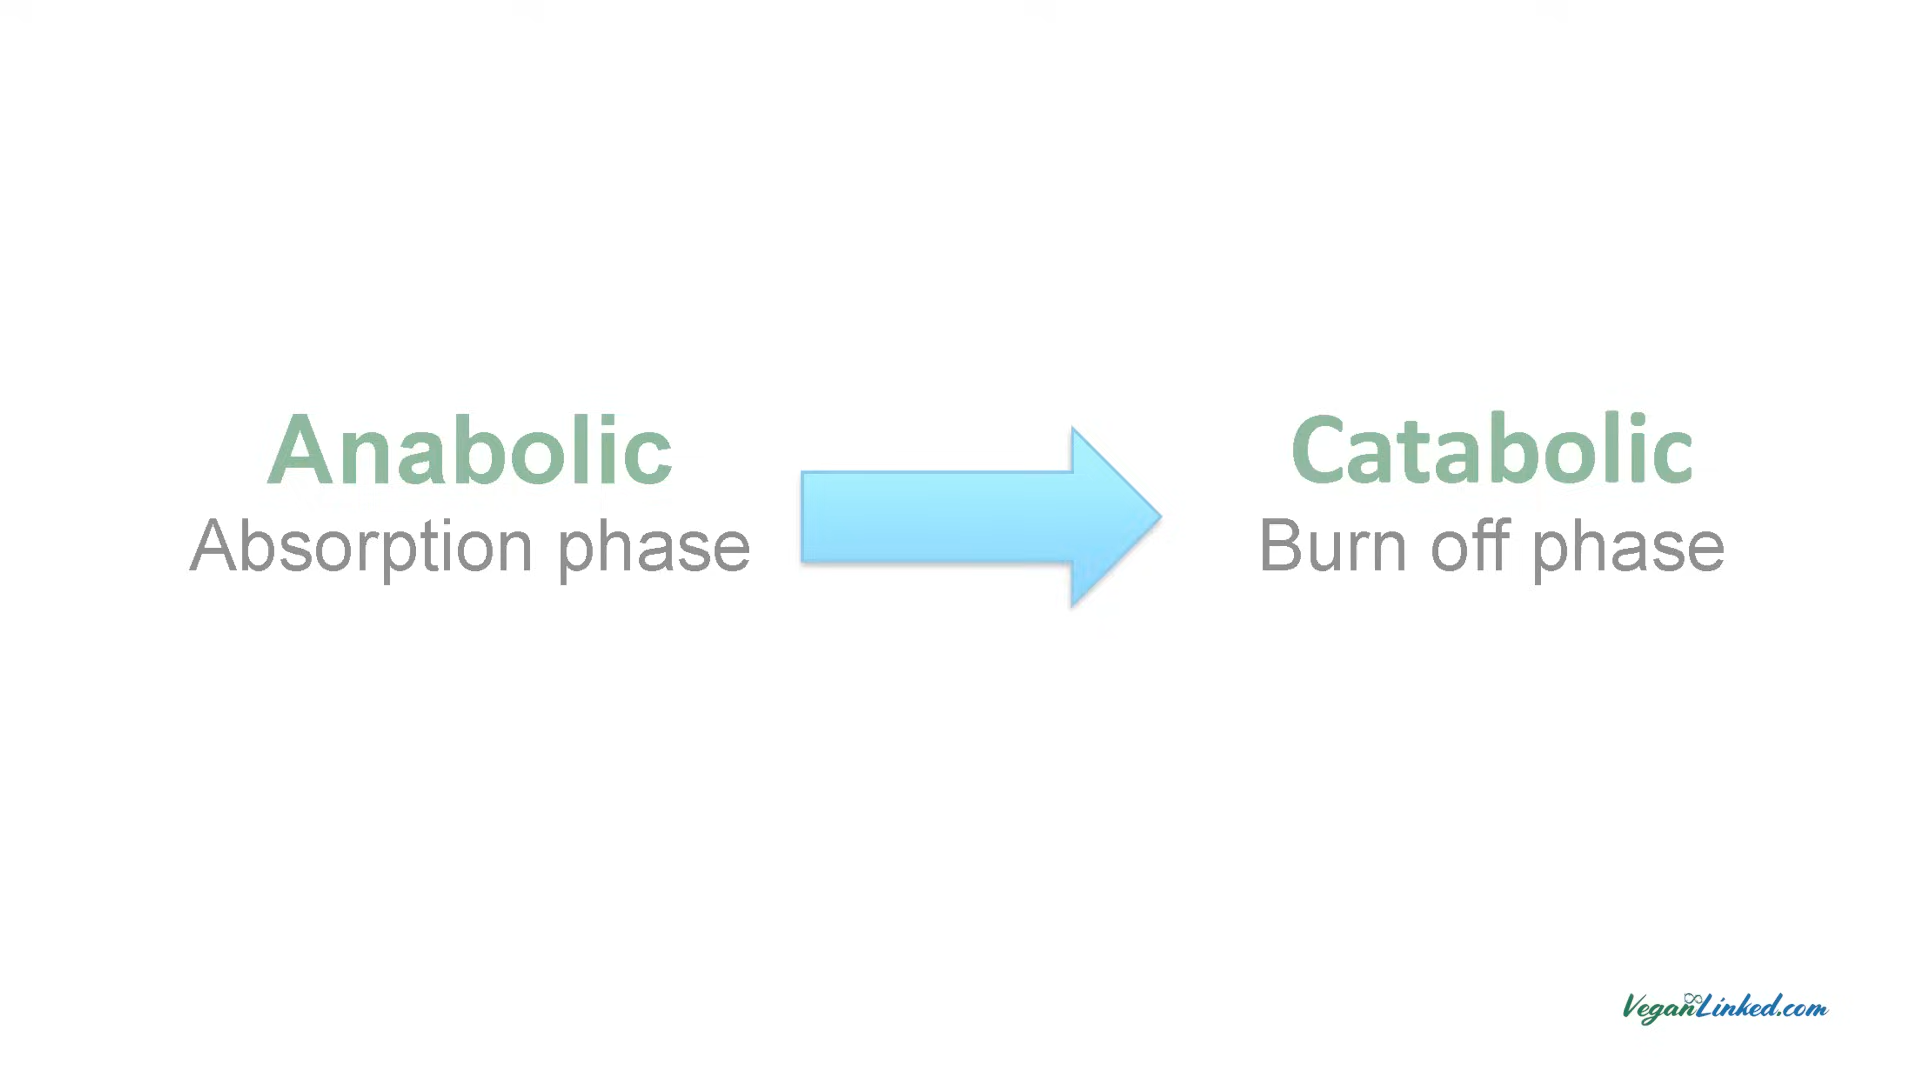 Anabolic
Absorption phase
Catabolic
Burn off phase
VeganLinked.com